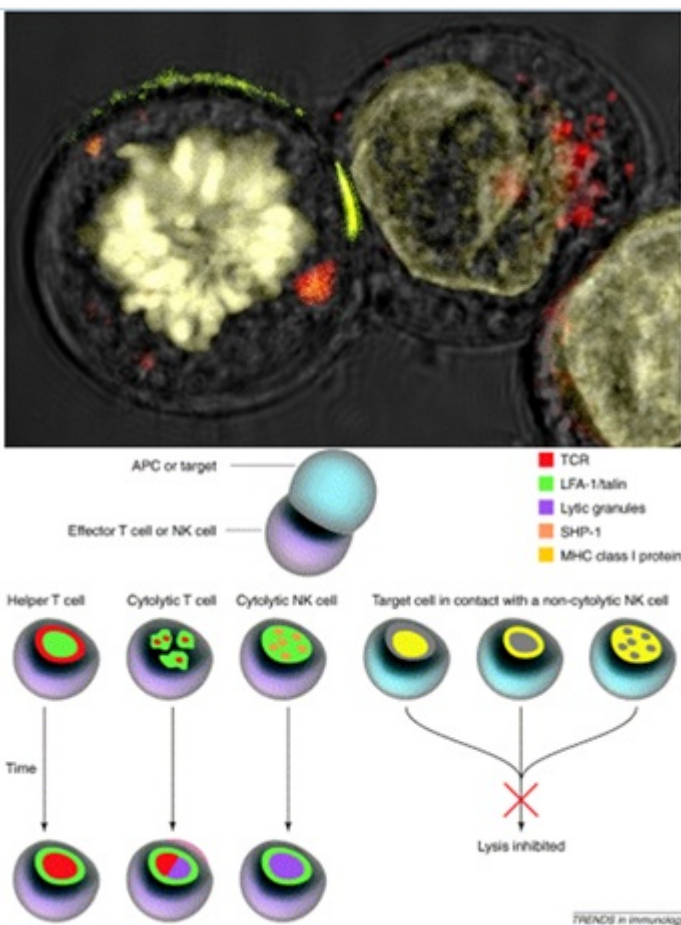 APC or target
Effector T cell or NK cell
TCR
LFA-1/talin
Lytic granules
SHP-1
MHC class I protein
Helper T cell
Cytolytic T cell
Cytolytic NK cell
Target cell in contact with a non-cytolytic NK cell
Time
Lysis inhibited
TRENDS in